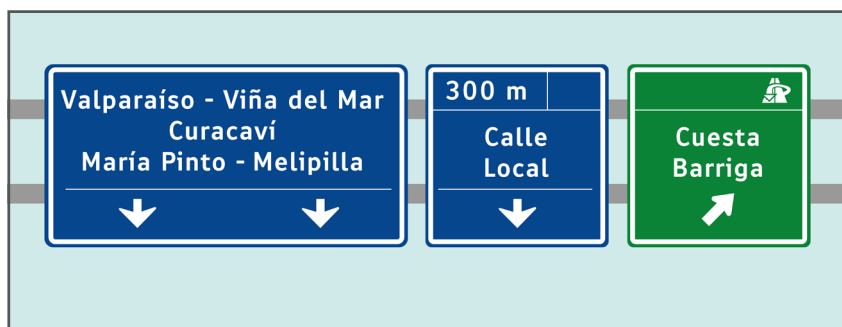 Valparaíso - Viña del Mar
Curacaví
María Pinto - Melipilla
300 m
Calle
Local
Cuesta
Barriga